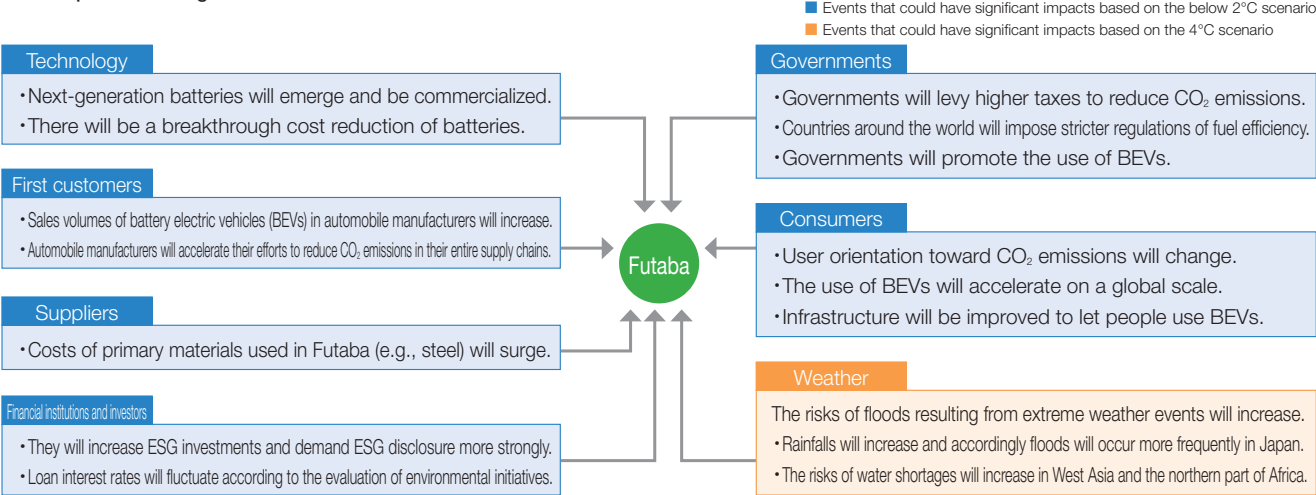 Events that could have significant impacts based on the below 2°C scenario
Events that could have significant impacts based on the 4°C scenario
Technology
・Next-generation batteries will emerge and be commercialized.
・There will be a breakthrough cost reduction of batteries.
First customers
・Sales volumes of battery electric vehicles (BEVs) in automobile manufacturers will increase.
・Automobile manufacturers will accelerate their efforts to reduce CO₂ emissions in their entire supply chains.
Suppliers
・Costs of primary materials used in Futaba (e.g., steel) will surge.
Financial institutions and investors
・They will increase ESG investments and demand ESG disclosure more strongly.
・Loan interest rates will fluctuate according to the evaluation of environmental initiatives.
Futaba
Governments
・Governments will levy higher taxes to reduce CO₂ emissions.
・Countries around the world will impose stricter regulations of fuel efficiency.
・Governments will promote the use of BEVs.
Consumers
・User orientation toward CO₂ emissions will change.
・The use of BEVs will accelerate on a global scale.
・Infrastructure will be improved to let people use BEVs.
Weather
The risks of floods resulting from extreme weather events will increase.
・Rainfalls will increase and accordingly floods will occur more frequently in Japan.
・The risks of water shortages will increase in West Asia and the northern part of Africa.